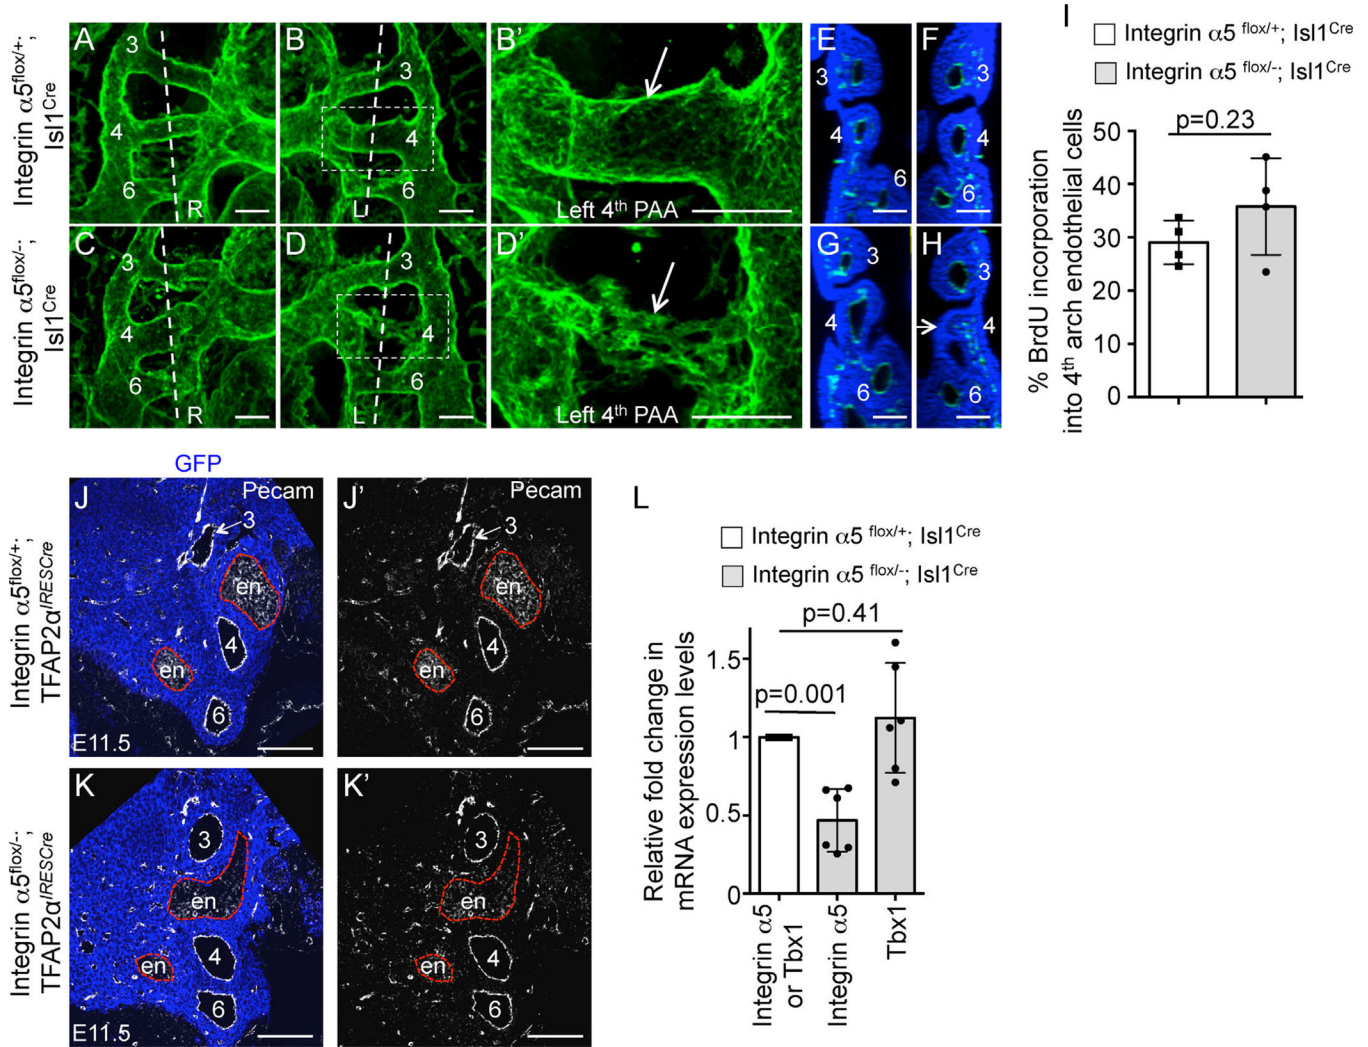 Integrin α5flox/+;
Isl1Cre
A
3
4
6
R
B
3
4
L
6
B’
Left 4th PAA
E
3
4
6
F
3
4
6
Integrin α5flox/-;
Isl1Cre
C
3
4
6
R
D
3
4
L
6
D’
Left 4th PAA
G
3
4
6
H
3
4
6
I
Integrin α5 flox/+; Isl1Cre
Integrin α5 flox/-; Isl1Cre
p=0.23
% BrdU incorporation
into 4th arch endothelial cells
50
40
30
20
10
0
GFP
Integrin α5flox/+;
TFAP2αIRESCre
J
Pecam
3
en
4
en
6
E11.5
J’
Pecam
3
en
4
en
6
Integrin α5flox/-;
TFAP2αIRESCre
K
3
en
4
en
6
E11.5
K’
3
en
4
en
6
L
Integrin α5 flox/+; Isl1Cre
Integrin α5 flox/-; Isl1Cre
p=0.41
p=0.001
Relative fold change in
mRNA expression levels
1.5
1
0.5
0
Integrin α5
or Tbx1
Integrin α5
Tbx1